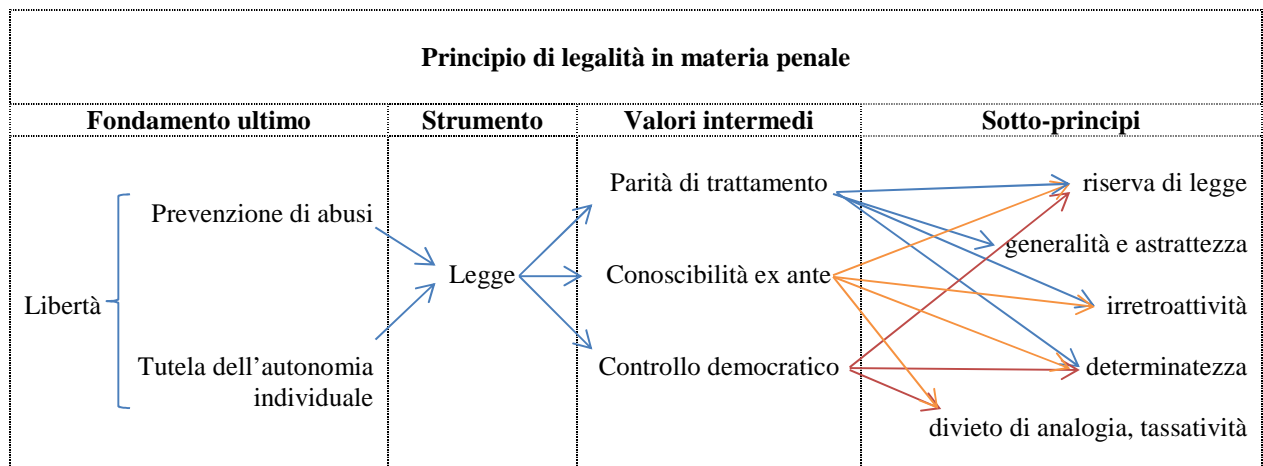 Principio di legalità in materia penale
Fondamento ultimo
Strumento
Valori intermedi
Sotto-principi
Libertà
Prevenzione di abusi
Tutela dell’autonomia
individuale
Legge
Parità di trattamento
Conoscibilità ex ante
Controllo democratico
riserva di legge
generalità e astrattezza
irretroattività
determinatezza
divieto di analogia, tassatività